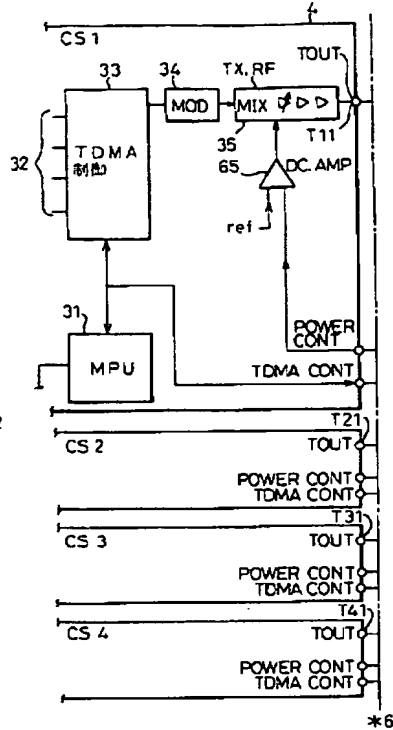 4
CS 1
33
34
TX. RF
TOUT
MOD
MIX
T11
32
TDMA
制御
35
65
DC. AMP
ref
31
MPU
POWER
CONT
TDMA CONT
2
T21
CS 2
TOUT
POWER CONT
TDMA CONT
T31
CS 3
TOUT
POWER CONT
TDMA CONT
T41
CS 4
TOUT
POWER CONT
TDMA CONT
*6